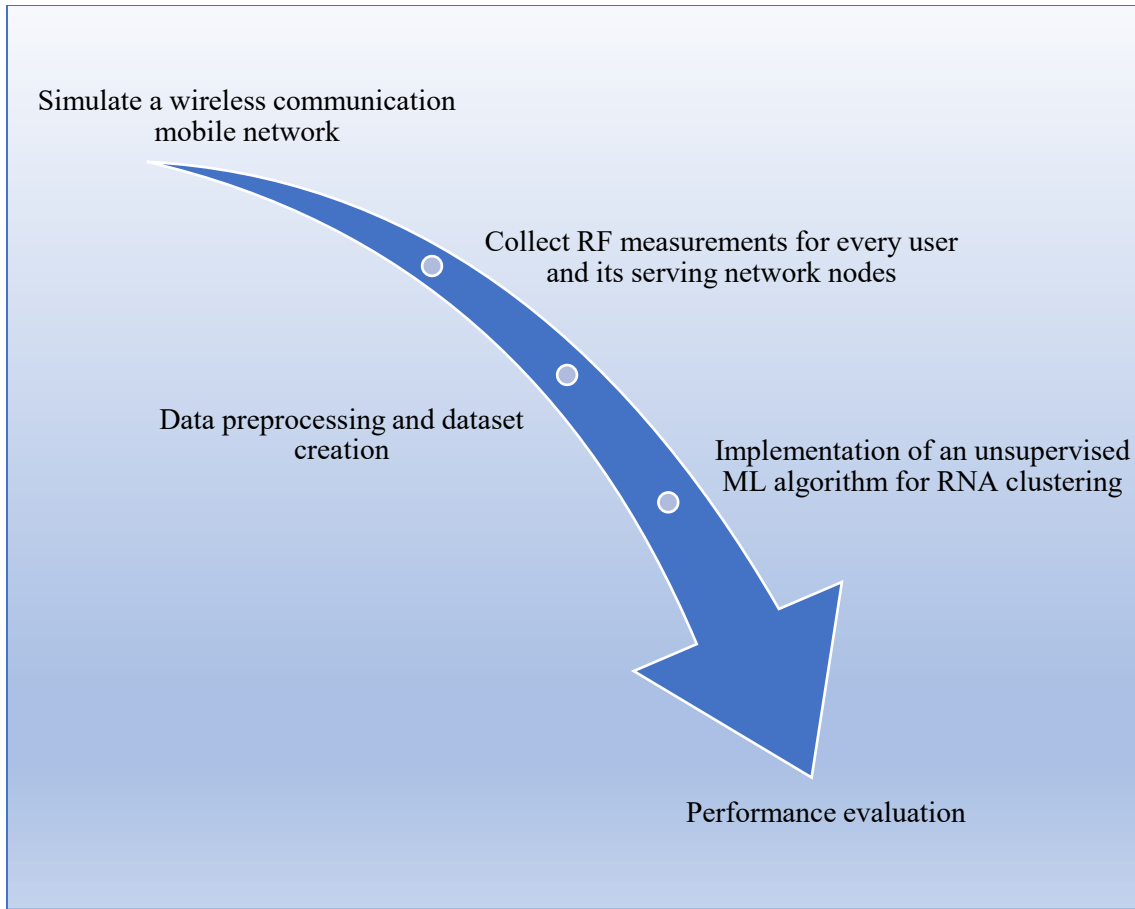 Simulate a wireless communication
mobile network
Collect RF measurements for every user
and its serving network nodes
Data preprocessing and dataset
creation
Implementation of an unsupervised
ML algorithm for RNA clustering
Performance evaluation